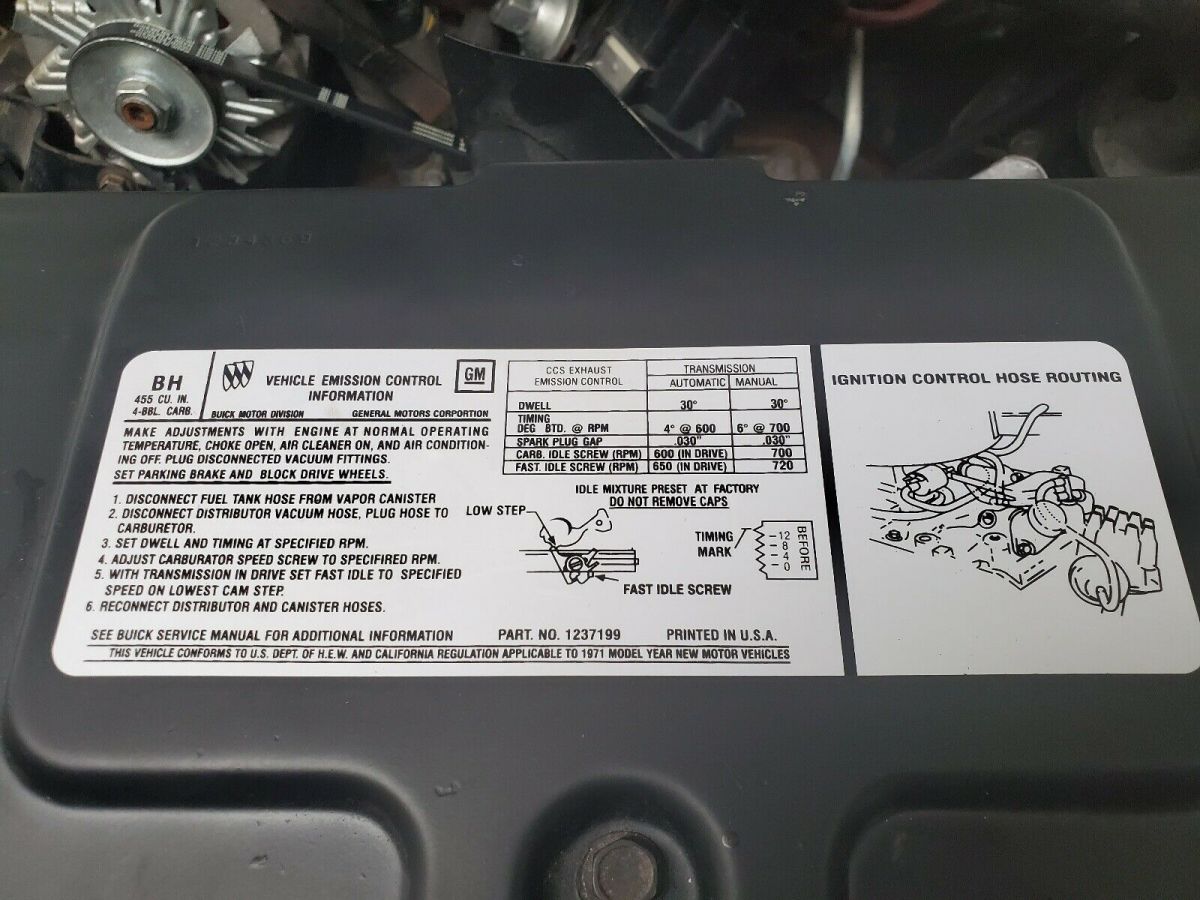 BH
455 CU. IN.
4-BBL. CARB.
VEHICLE EMISSION CONTROL
INFORMATION
GM
BUICK MOTOR DIVISION GENERAL MOTORS CORPORATION
MAKE ADJUSTMENTS WITH ENGINE AT NORMAL OPERATING
TEMPERATURE, CHOKE OPEN, AIR CLEANER ON, AND AIR CONDITION-
ING OFF. PLUG DISCONNECTED VACUUM FITTINGS.
SET PARKING BRAKE AND BLOCK DRIVE WHEELS.
CCS EXHAUST
EMISSION CONTROL
TRANSMISSION
AUTOMATIC MANUAL
DWELL 30° 30°
TIMING
DEG BTD. @ RPM 4° @ 600 6° @ 700
SPARK PLUG GAP .030" .030"
CARB. IDLE SCREW (RPM) 600 (IN DRIVE) 700
FAST. IDLE SCREW (RPM) 650 (IN DRIVE) 720
1. DISCONNECT FUEL TANK HOSE FROM VAPOR CANISTER
2. DISCONNECT DISTRIBUTOR VACUUM HOSE, PLUG HOSE TO
CARBURETOR.
3. SET DWELL AND TIMING AT SPECIFIED RPM.
4. ADJUST CARBURATOR SPEED SCREW TO SPECIFIED RPM.
5. WITH TRANSMISSION IN DRIVE SET FAST IDLE TO SPECIFIED
SPEED ON LOWEST CAM STEP.
6. RECONNECT DISTRIBUTOR AND CANISTER HOSES.
IDLE MIXTURE PRESET AT FACTORY
DO NOT REMOVE CAPS
LOW STEP
FAST IDLE SCREW
TIMING
MARK
12
8
4
0
BEFORE
SEE BUICK SERVICE MANUAL FOR ADDITIONAL INFORMATION PART. NO. 1237199 PRINTED IN U.S.A.
THIS VEHICLE CONFORMS TO U.S. DEPT. OF H.E.W. AND CALIFORNIA REGULATION APPLICABLE TO 1971 MODEL YEAR NEW MOTOR VEHICLES
IGNITION CONTROL HOSE ROUTING